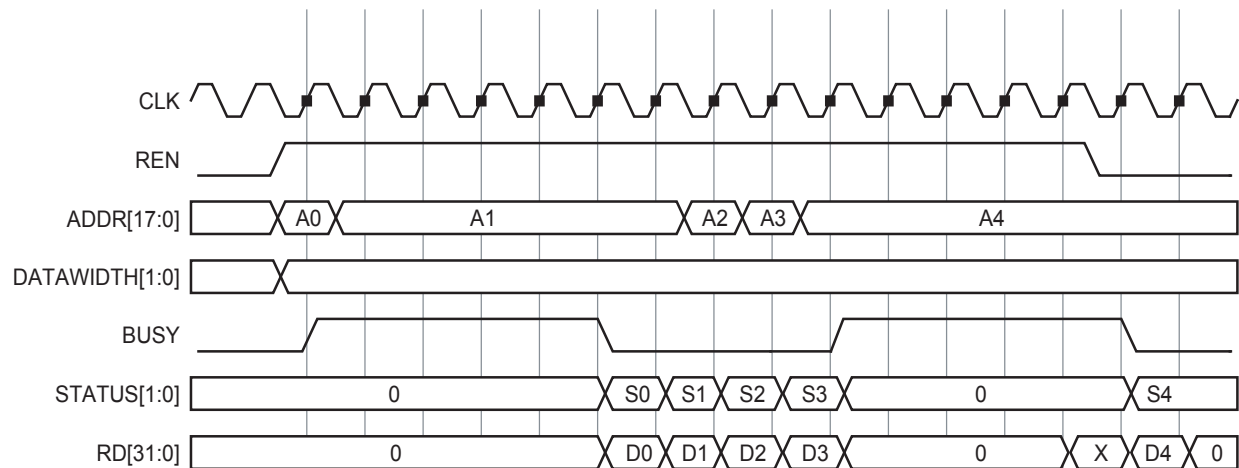 CLK
REN
ADDR[17:0] A0 A1 A2 A3 A4
DATAWIDTH[1:0]
BUSY
STATUS[1:0] 0 S0 S1 S2 S3 0 S4
RD[31:0] 0 D0 D1 D2 D3 0 X D4 0